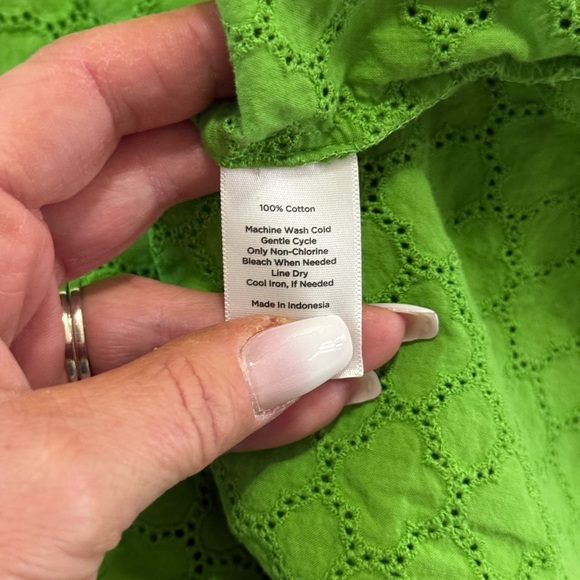 100% Cotton
Machine Wash Cold
Gentle Cycle
Only Non-Chlorine
Bleach When Needed
Line Dry
Cool Iron, If Needed
Made in Indonesia